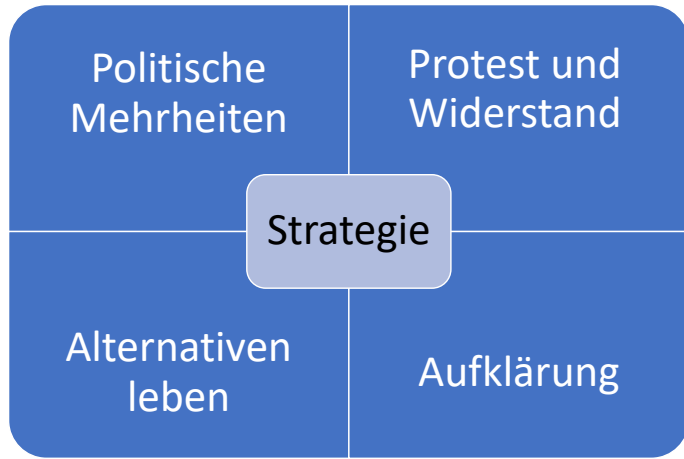 Politische
Mehrheiten
Protest und
Widerstand
Strategie
Alternativen
leben
Aufklärung